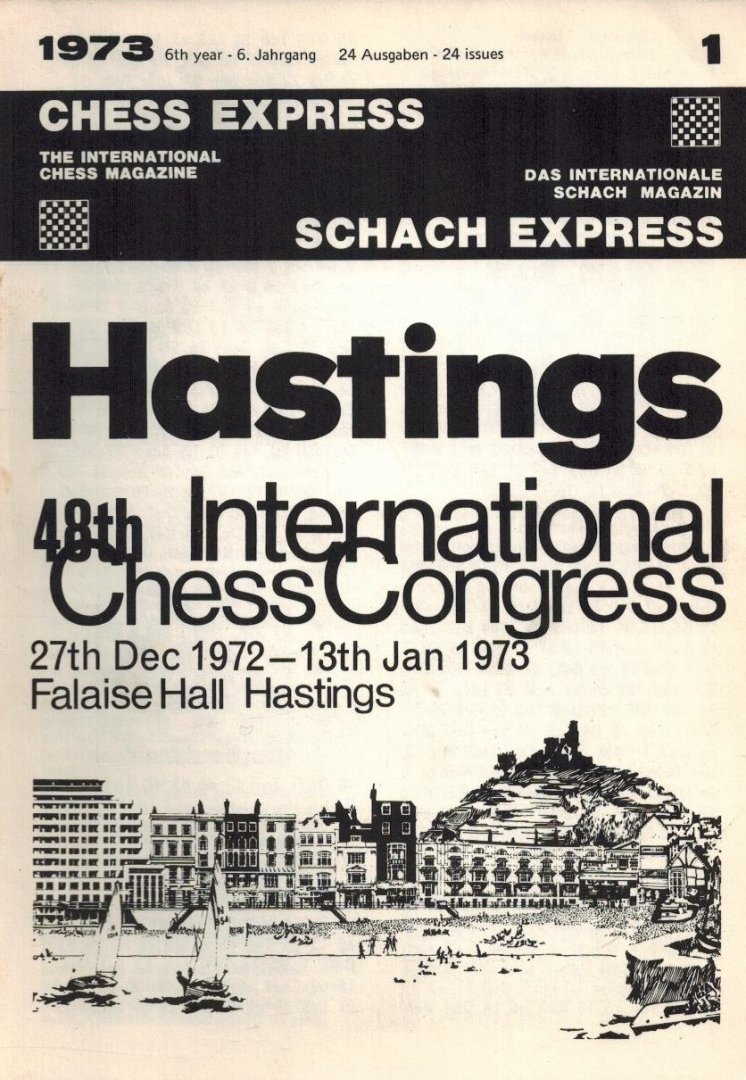 1973 6th year - 6. Jahrgang 24 Ausgaben - 24 issues 1
CHESS EXPRESS
THE INTERNATIONAL
CHESS MAGAZINE
DAS INTERNATIONALE
SCHACH MAGAZIN
SCHACH EXPRESS
Hastings
48th International
Chess Congress
27th Dec 1972–13th Jan 1973
Falaise Hall Hastings
N